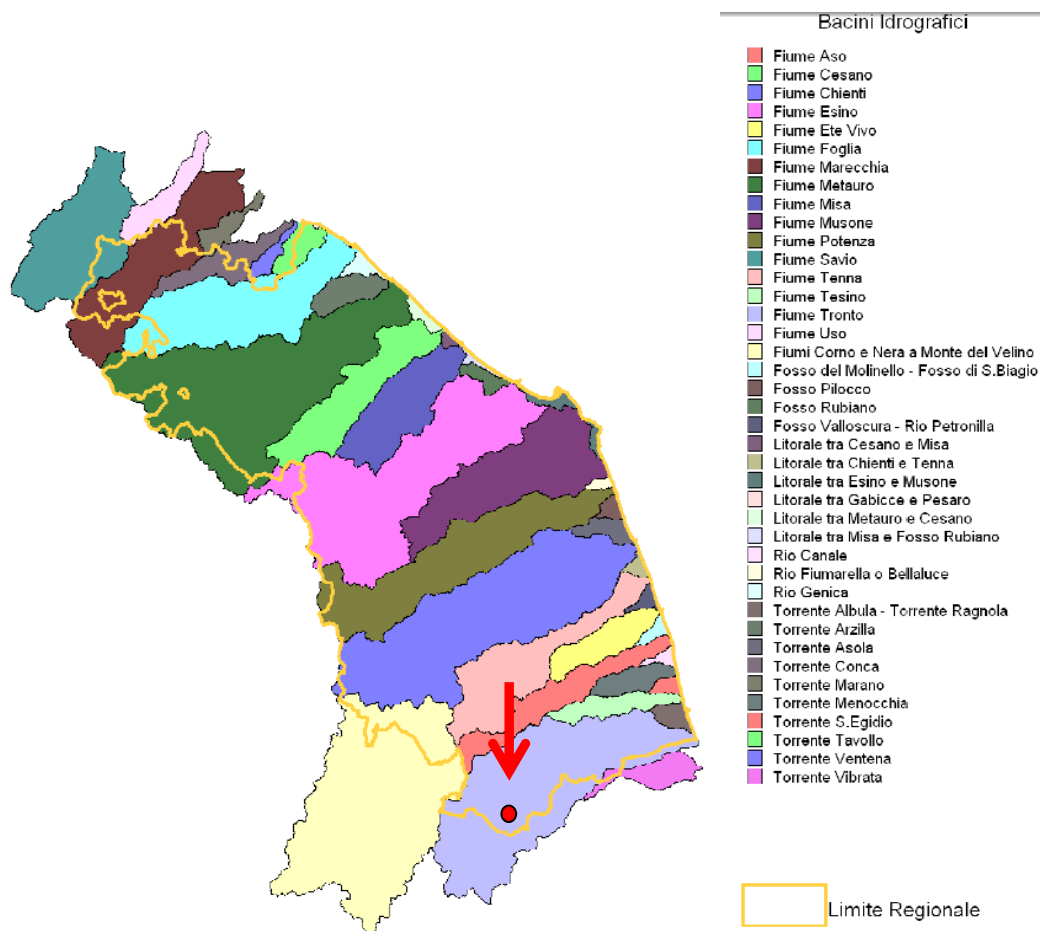 Bacini Idrografici
Fiume Aso
Fiume Cesano
Fiume Chienti
Fiume Esino
Fiume Ete Vivo
Fiume Foglia
Fiume Marecchia
Fiume Metauro
Fiume Misa
Fiume Musone
Fiume Potenza
Fiume Savio
Fiume Tenna
Fiume Tesino
Fiume Tronto
Fiume Uso
Fiumi Corno e Nera a Monte del Velino
Fosso del Molinello - Fosso di S.Biagio
Fosso Pilocco
Fosso Rubiano
Fosso Valloscura - Rio Petronilla
Litorale tra Cesano e Misa
Litorale tra Chienti e Tenna
Litorale tra Esino e Musone
Litorale tra Gabicce e Pesaro
Litorale tra Metauro e Cesano
Litorale tra Misa e Fosso Rubiano
Rio Canale
Rio Fiumarella o Bellaluce
Rio Genica
Torrente Albula - Torrente Ragnola
Torrente Arzilla
Torrente Asola
Torrente Conca
Torrente Marano
Torrente Menocchia
Torrente S.Egidio
Torrente Tavollo
Torrente Ventena
Torrente Vibrata
Limite Regionale